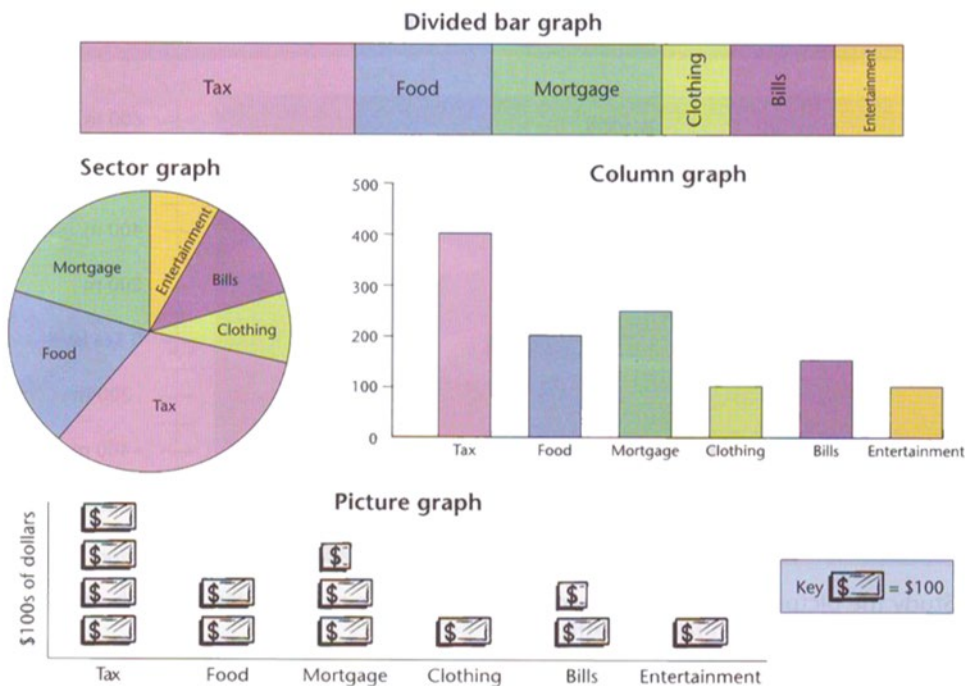 Divided bar graph
Tax Food Mortgage Clothing Bills Entertainment
Sector graph
Mortgage
Entertainment
Bills
Clothing
Food
Tax
Column graph
500
400
300
200
100
0
Tax Food Mortgage Clothing Bills Entertainment
Picture graph
$100s of dollars
$
$ $
$ $ $ $
$ $ $ $ $ $
Tax Food Mortgage Clothing Bills Entertainment
Key $ = $100